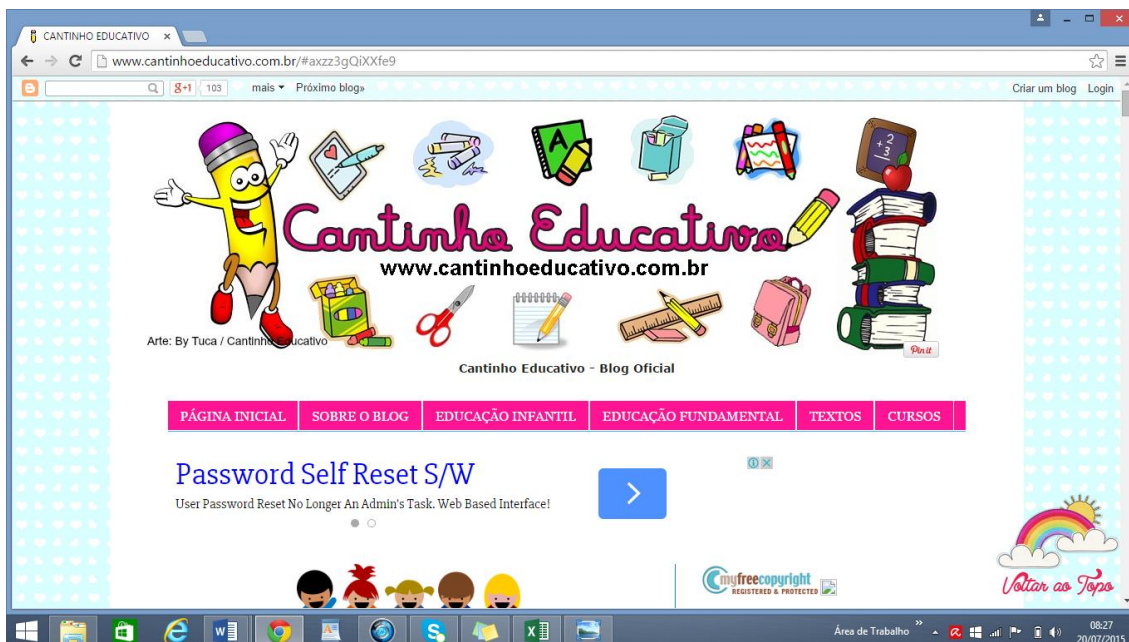 CANTINHO EDUCATIVO
www.cantinhoeducativo.com.br/#axzz3gQiXXfe9
g+1 103 mais Próximo blog» Criar um blog Login
A
2
+ 3
Cantinho Educativo
www.cantinhoeducativo.com.br
Arte: By Tuca / Cantinho Educativo
Pin it
Cantinho Educativo - Blog Oficial
PÁGINA INICIAL SOBRE O BLOG EDUCAÇÃO INFANTIL EDUCAÇÃO FUNDAMENTAL TEXTOS CURSOS
Password Self Reset S/W
User Password Reset No Longer An Admin's Task. Web Based Interface!
myfreecopyright
REGISTERED & PROTECTED
Voltar ao Topo
Área de Trabalho
08:27
20/07/2015